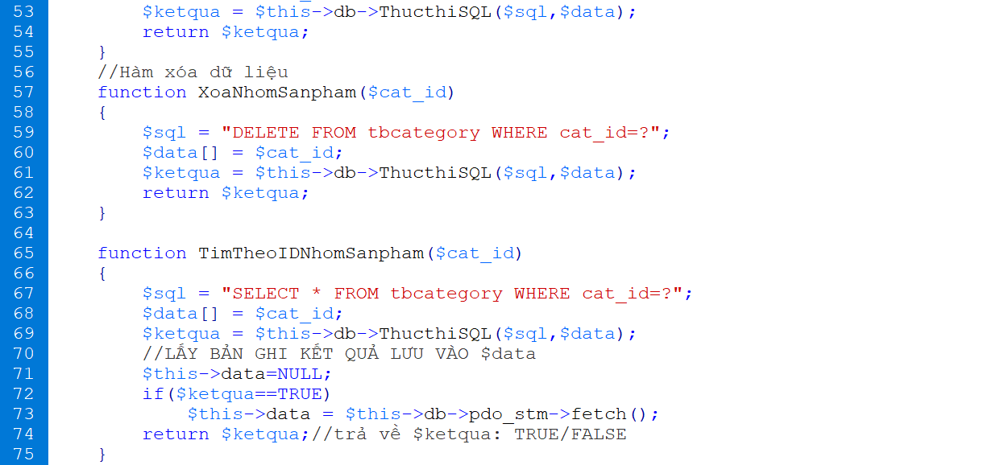 53 $ketqua = $this->db->ThucthiSQL($sql,$data);
54 return $ketqua;
55 }
56 //Hàm xóa dữ liệu
57 function XoaNhomSanpham($cat_id)
58 {
59 $sql = "DELETE FROM tbcategory WHERE cat_id=?";
60 $data[] = $cat_id;
61 $ketqua = $this->db->ThucthiSQL($sql,$data);
62 return $ketqua;
63 }
64
65 function TimTheoIDNhomSanpham($cat_id)
66 {
67 $sql = "SELECT * FROM tbcategory WHERE cat_id=?";
68 $data[] = $cat_id;
69 $ketqua = $this->db->ThucthiSQL($sql,$data);
70 //LẤY BẢN GHI KẾT QUẢ LƯU VÀO $data
71 $this->data=NULL;
72 if($ketqua==TRUE)
73 $this->data = $this->db->pdo_stm->fetch();
74 return $ketqua;//trả về $ketqua: TRUE/FALSE
75 }